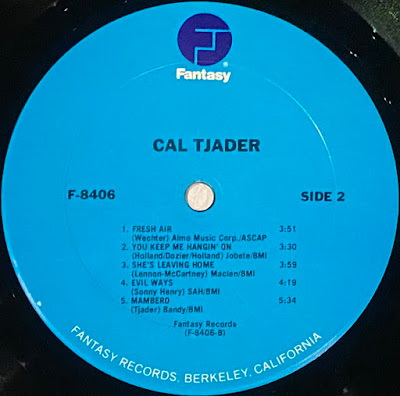 Fantasy
®
CAL TJADER
F-8406 SIDE 2
1. FRESH AIR 3:51
(Wechter) Almo Music Corp./ASCAP
2. YOU KEEP ME HANGIN' ON 3:30
(Holland/Dozier/Holland) Jobete/BMI
3. SHE'S LEAVING HOME 3:59
(Lennon-McCartney) Maclen/BMI
4. EVIL WAYS 4:19
(Sonny Henry) SAH/BMI
5. MAMBERO 5:34
(Tjader) Bandy/BMI
Fantasy Records
(F-8406-B)
FANTASY RECORDS, BERKELEY, CALIFORNIA